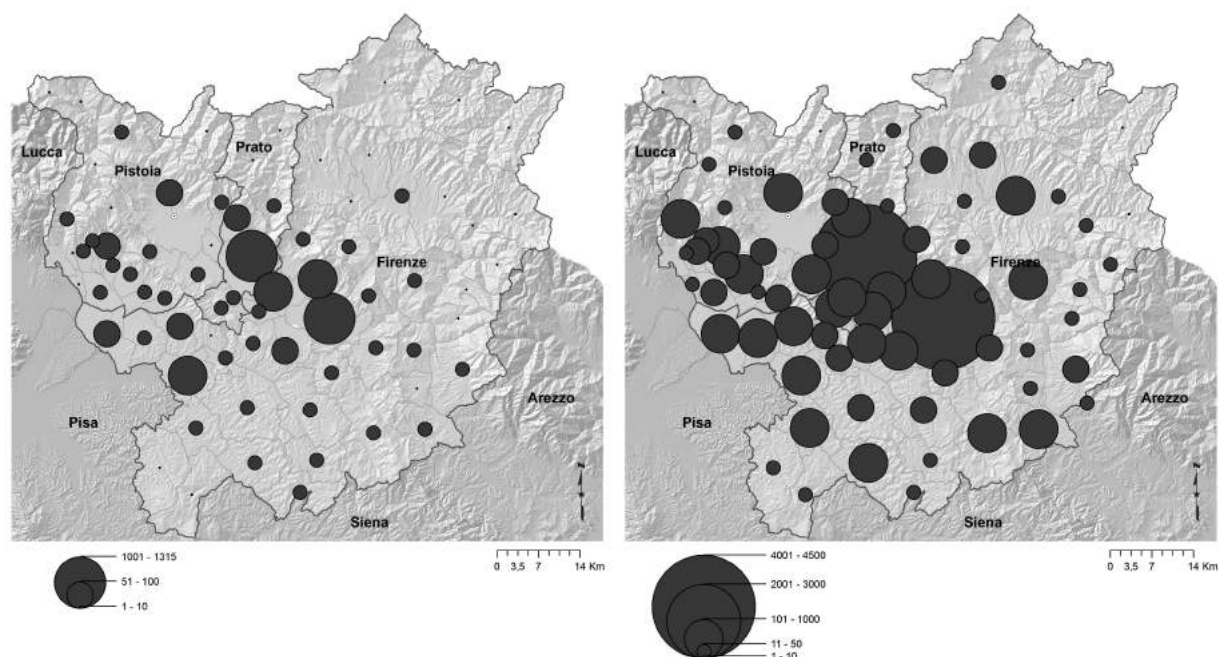 Lucca
Prato
Pistoia
Firenze
Arezzo
Pisa
Siena
1001 - 1315
51 - 100
1 - 10
0 3,5 7 14 Km
Lucca
Prato
Pistoia
Firenze
Arezzo
Pisa
Siena
4001 - 4500
2001 - 3000
101 - 1000
11 - 50
1 - 10
0 3,5 7 14 Km